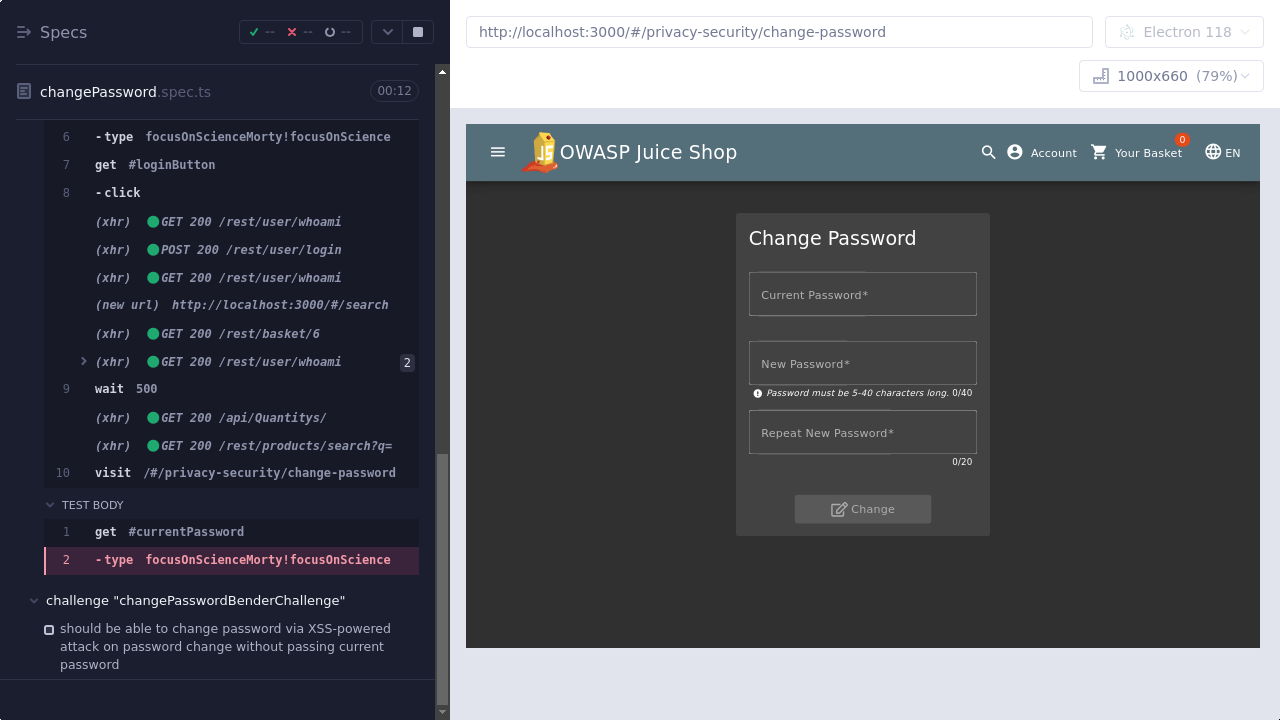 Specs
-- -- --
changePassword.spec.ts 00:12
6 -type focusOnScienceMorty!focusOnScience
7 get #loginButton
8 -click
(xhr) GET 200 /rest/user/whoami
(xhr) POST 200 /rest/user/login
(xhr) GET 200 /rest/user/whoami
(new url) http://localhost:3000/#/search
(xhr) GET 200 /rest/basket/6
(xhr) GET 200 /rest/user/whoami 2
9 wait 500
(xhr) GET 200 /api/Quantitys/
(xhr) GET 200 /rest/products/search?q=
10 visit /#/privacy-security/change-password
TEST BODY
1 get #currentPassword
2 -type focusOnScienceMorty!focusOnScience
challenge "changePasswordBenderChallenge"
should be able to change password via XSS-powered
attack on password change without passing current
password
http://localhost:3000/#/privacy-security/change-password
Electron 118
1000x660 (79%)
JS
OWASP Juice Shop
Account
Your Basket
0
EN
Change Password
Current Password*
New Password*
Password must be 5-40 characters long. 0/40
Repeat New Password*
0/20
Change